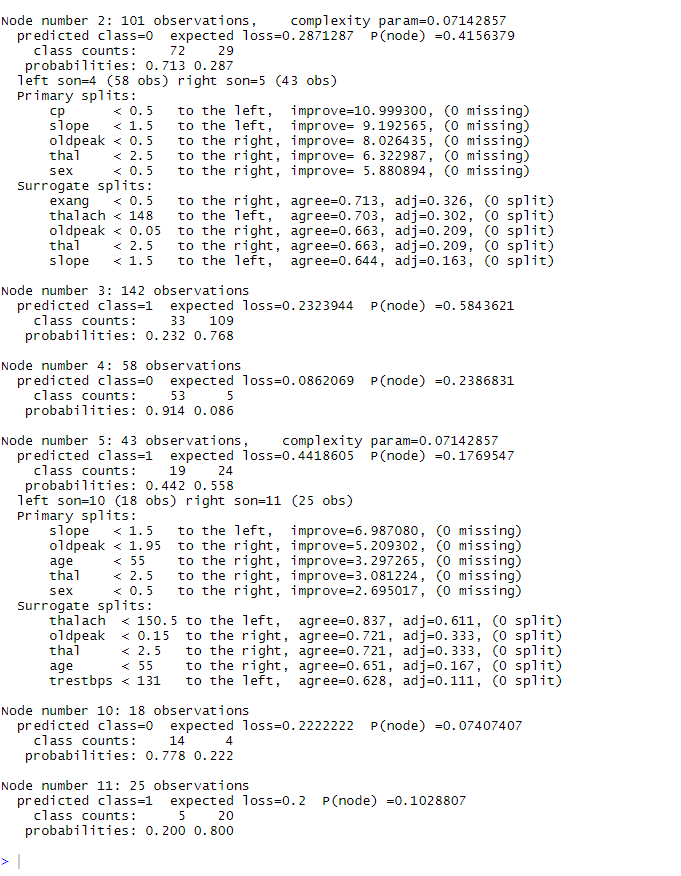 Node number 2: 101 observations,    complexity param=0.07142857
  predicted class=0  expected loss=0.2871287  P(node) =0.4156379
    class counts:    72    29
   probabilities: 0.713 0.287
  left son=4 (58 obs) right son=5 (43 obs)
  Primary splits:
      cp      < 0.5   to the left,  improve=10.999300, (0 missing)
      slope   < 1.5   to the left,  improve= 9.192565, (0 missing)
      oldpeak < 0.5   to the right, improve= 8.026435, (0 missing)
      thal    < 2.5   to the right, improve= 6.322987, (0 missing)
      sex     < 0.5   to the right, improve= 5.880894, (0 missing)
  Surrogate splits:
      exang   < 0.5   to the right, agree=0.713, adj=0.326, (0 split)
      thalach < 148   to the left,  agree=0.703, adj=0.302, (0 split)
      oldpeak < 0.05  to the right, agree=0.663, adj=0.209, (0 split)
      thal    < 2.5   to the right, agree=0.663, adj=0.209, (0 split)
      slope   < 1.5   to the left,  agree=0.644, adj=0.163, (0 split)

Node number 3: 142 observations
  predicted class=1  expected loss=0.2323944  P(node) =0.5843621
    class counts:    33   109
   probabilities: 0.232 0.768

Node number 4: 58 observations
  predicted class=0  expected loss=0.0862069  P(node) =0.2386831
    class counts:    53     5
   probabilities: 0.914 0.086

Node number 5: 43 observations,    complexity param=0.07142857
  predicted class=1  expected loss=0.4418605  P(node) =0.1769547
    class counts:    19    24
   probabilities: 0.442 0.558
  left son=10 (18 obs) right son=11 (25 obs)
  Primary splits:
      slope   < 1.5   to the left,  improve=6.987080, (0 missing)
      oldpeak < 1.95  to the right, improve=5.209302, (0 missing)
      age     < 55    to the right, improve=3.297265, (0 missing)
      thal    < 2.5   to the right, improve=3.081224, (0 missing)
      sex     < 0.5   to the right, improve=2.695017, (0 missing)
  Surrogate splits:
      thalach  < 150.5 to the left,  agree=0.837, adj=0.611, (0 split)
      oldpeak  < 0.15  to the right, agree=0.721, adj=0.333, (0 split)
      thal     < 2.5   to the right, agree=0.721, adj=0.333, (0 split)
      age      < 55    to the right, agree=0.651, adj=0.167, (0 split)
      trestbps < 131   to the left,  agree=0.628, adj=0.111, (0 split)

Node number 10: 18 observations
  predicted class=0  expected loss=0.2222222  P(node) =0.07407407
    class counts:    14     4
   probabilities: 0.778 0.222

Node number 11: 25 observations
  predicted class=1  expected loss=0.2  P(node) =0.1028807
    class counts:     5    20
   probabilities: 0.200 0.800

>